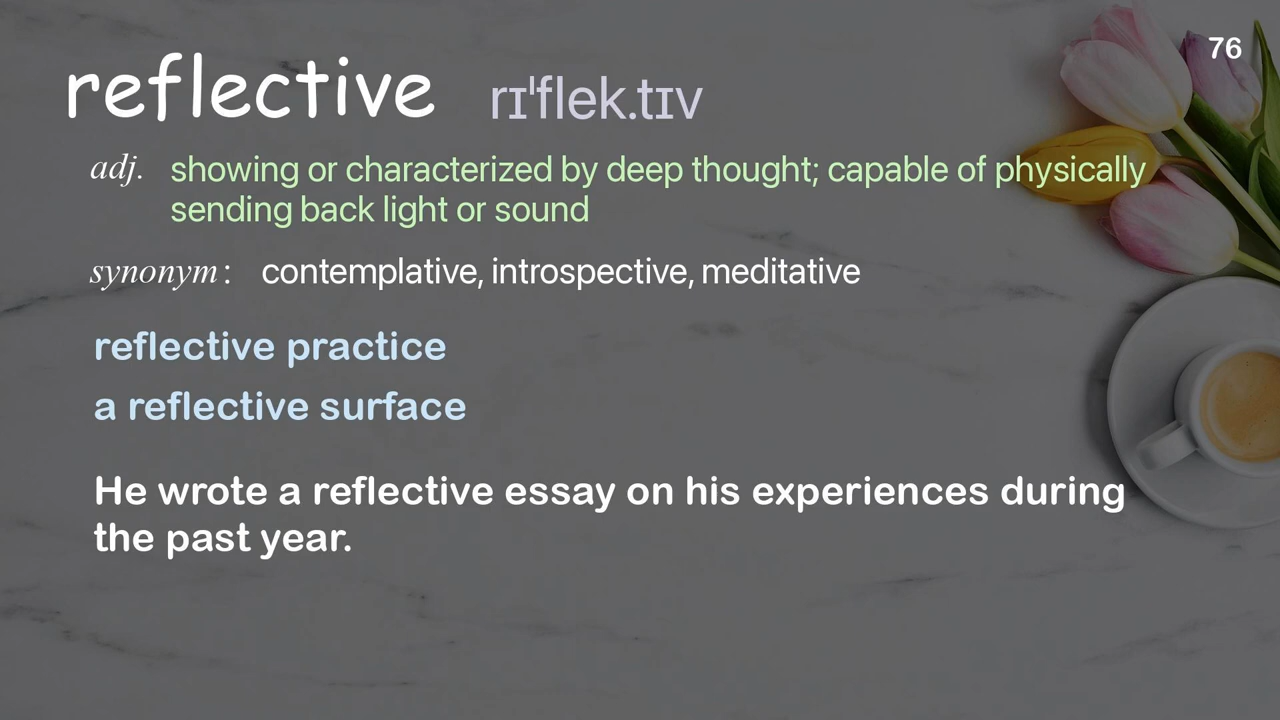 76
reflective rɪˈflek.tɪv
adj. showing or characterized by deep thought; capable of physically
sending back light or sound
synonym: contemplative, introspective, meditative
reflective practice
a reflective surface
He wrote a reflective essay on his experiences during
the past year.